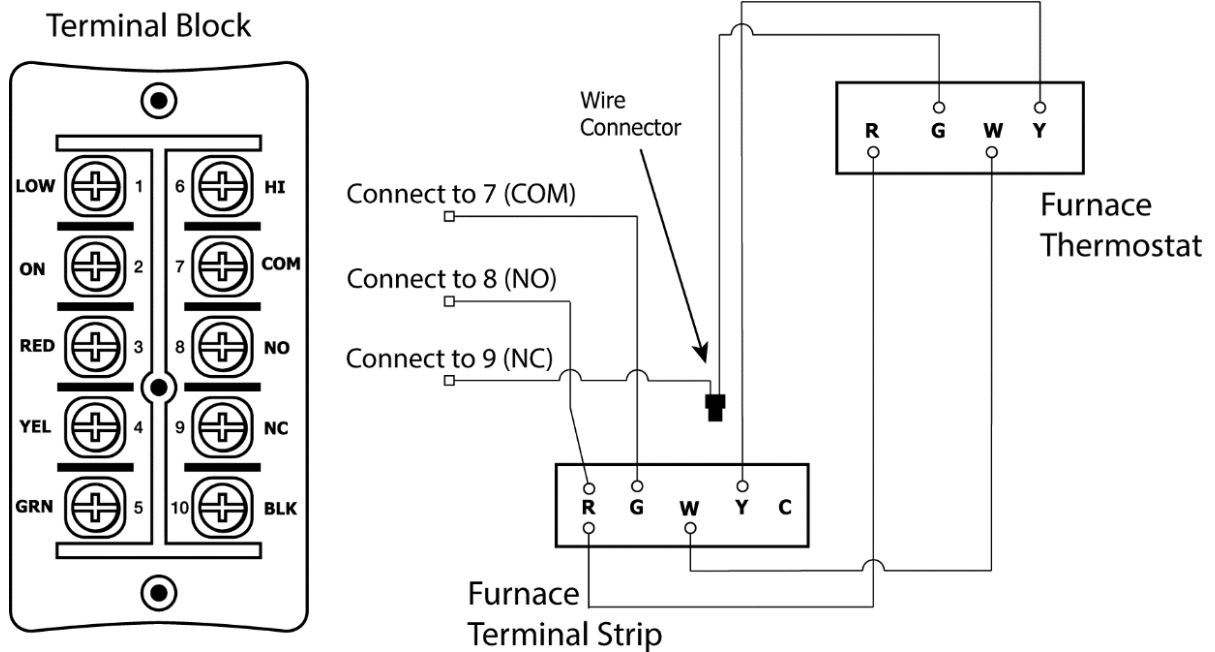 Terminal Block
LOW 1 6 HI
ON 2 7 COM
RED 3 8 NO
YEL 4 9 NC
GRN 5 10 BLK
Connect to 7 (COM)
Connect to 8 (NO)
Connect to 9 (NC)
Wire
Connector
R G W Y
Furnace
Thermostat
R G W Y C
Furnace
Terminal Strip